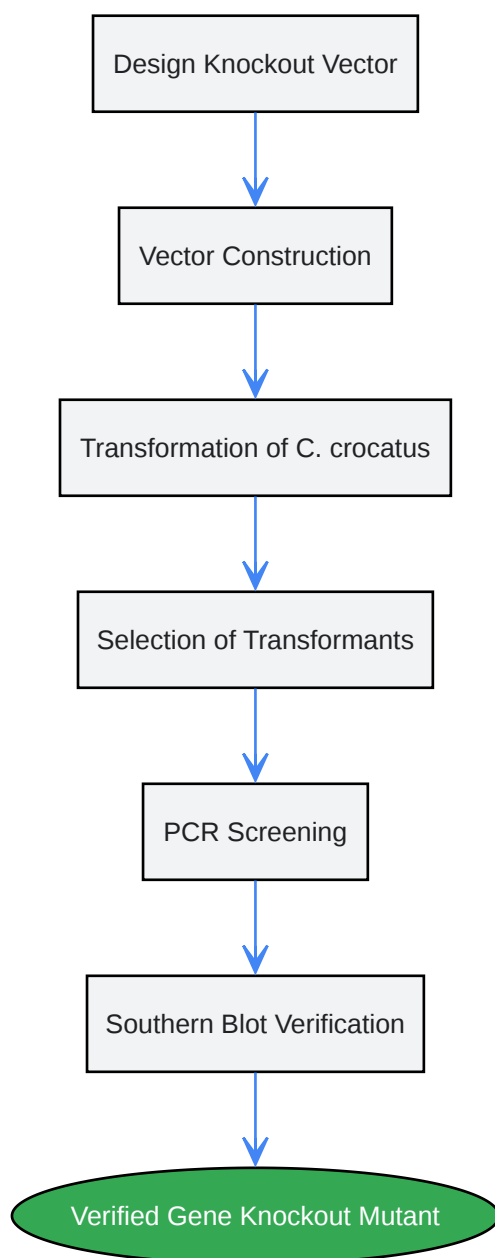 Design Knockout Vector
Vector Construction
Transformation of C. crocatus
Selection of Transformants
PCR Screening
Southern Blot Verification
Verified Gene Knockout Mutant